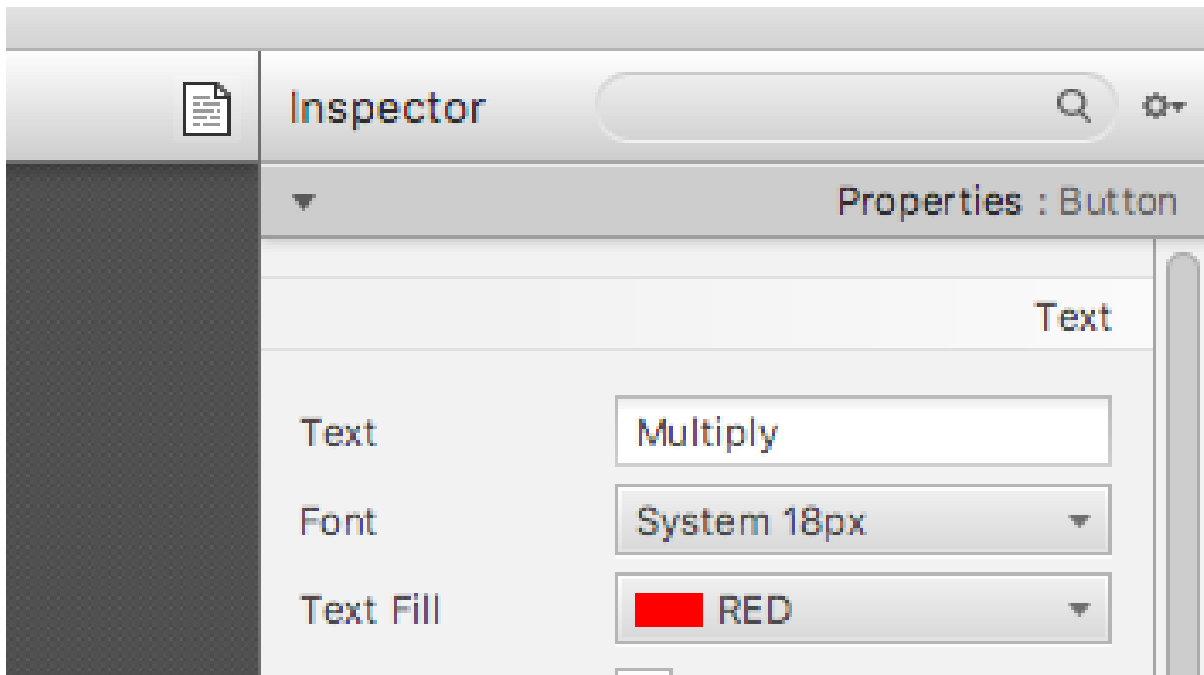 Inspector
Properties : Button
Text
Text Multiply
Font System 18px
Text Fill RED